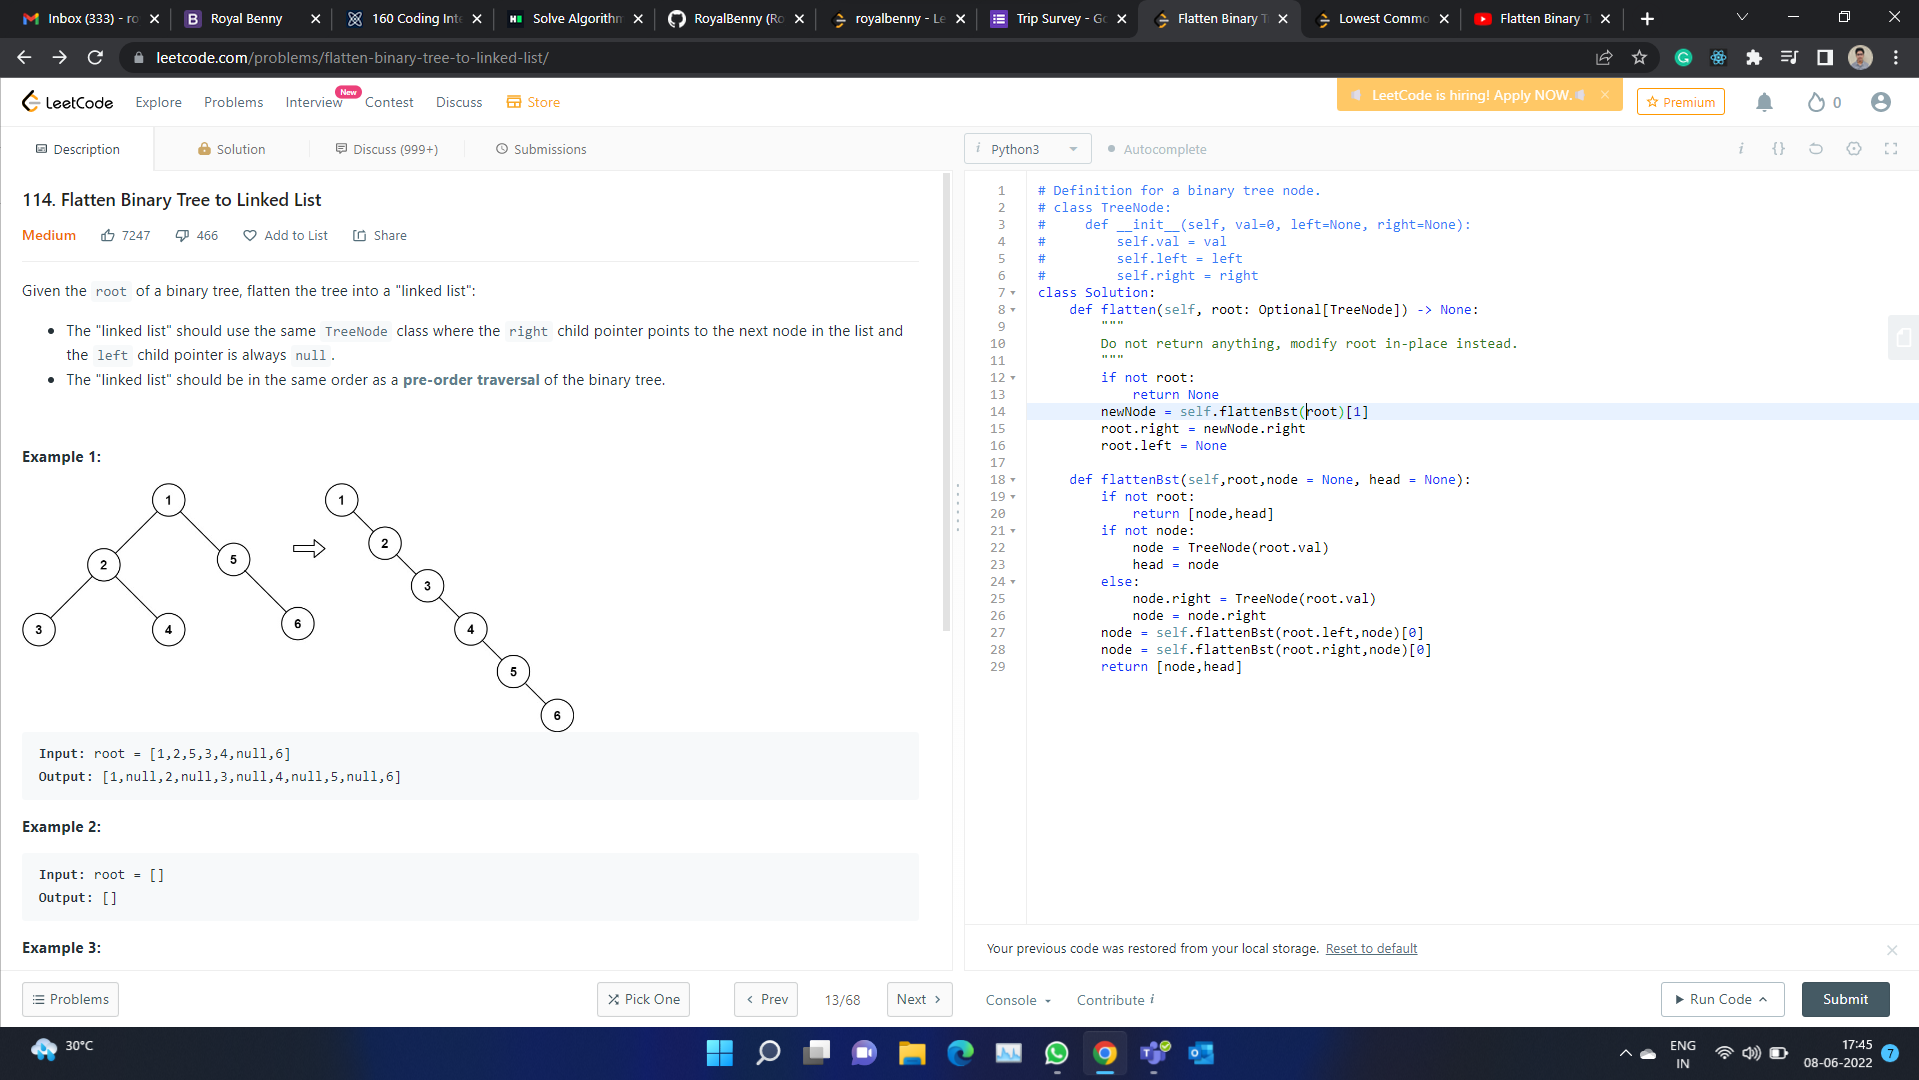 Inbox (333) - ro
Royal Benny
160 Coding Inte
Solve Algorithm
RoyalBenny (Ro
royalbenny - Le
Trip Survey - Go
Flatten Binary T
Lowest Commo
Flatten Binary T
leetcode.com/problems/flatten-binary-tree-to-linked-list/
LeetCode
Explore
Problems
Interview
New
Contest
Discuss
Store
LeetCode is hiring! Apply NOW.
Premium
0
Description
Solution
Discuss (999+)
Submissions
i Python3
Autocomplete
114. Flatten Binary Tree to Linked List
Medium 7247 466 Add to List Share
Given the root of a binary tree, flatten the tree into a "linked list":
• The "linked list" should use the same TreeNode class where the right child pointer points to the next node in the list and
the left child pointer is always null .
• The "linked list" should be in the same order as a pre-order traversal of the binary tree.
Example 1:
1
2 5
3 4 6
1
2
3
4
5
6
Input: root = [1,2,5,3,4,null,6]
Output: [1,null,2,null,3,null,4,null,5,null,6]
Example 2:
Input: root = []
Output: []
Example 3:
1 # Definition for a binary tree node.
2 # class TreeNode:
3 #     def __init__(self, val=0, left=None, right=None):
4 #         self.val = val
5 #         self.left = left
6 #         self.right = right
7 class Solution:
8     def flatten(self, root: Optional[TreeNode]) -> None:
9         """
10         Do not return anything, modify root in-place instead.
11         """
12         if not root:
13             return None
14         newNode = self.flattenBst(root)[1]
15         root.right = newNode.right
16         root.left = None
17
18     def flattenBst(self,root,node = None, head = None):
19         if not root:
20             return [node,head]
21         if not node:
22             node = TreeNode(root.val)
23             head = node
24         else:
25             node.right = TreeNode(root.val)
26             node = node.right
27         node = self.flattenBst(root.left,node)[0]
28         node = self.flattenBst(root.right,node)[0]
29         return [node,head]
Your previous code was restored from your local storage. Reset to default
Problems
Pick One
Prev
13/68
Next
Console
Contribute i
Run Code
Submit
30°C
ENG
IN
17:45
08-06-2022
7